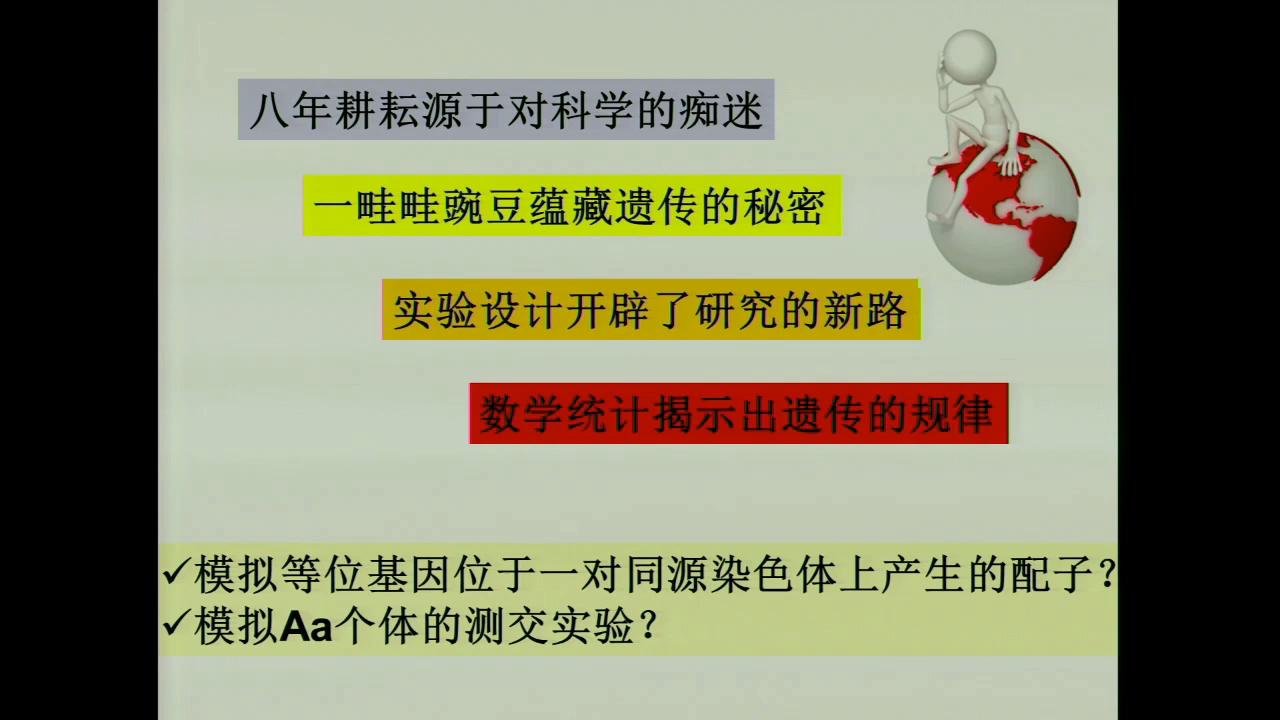 八年耕耘源于对科学的痴迷
一畦畦豌豆蕴藏遗传的秘密
实验设计开辟了研究的新路
数学统计揭示出遗传的规律
✓模拟等位基因位于一对同源染色体上产生的配子？
✓模拟Aa个体的测交实验？